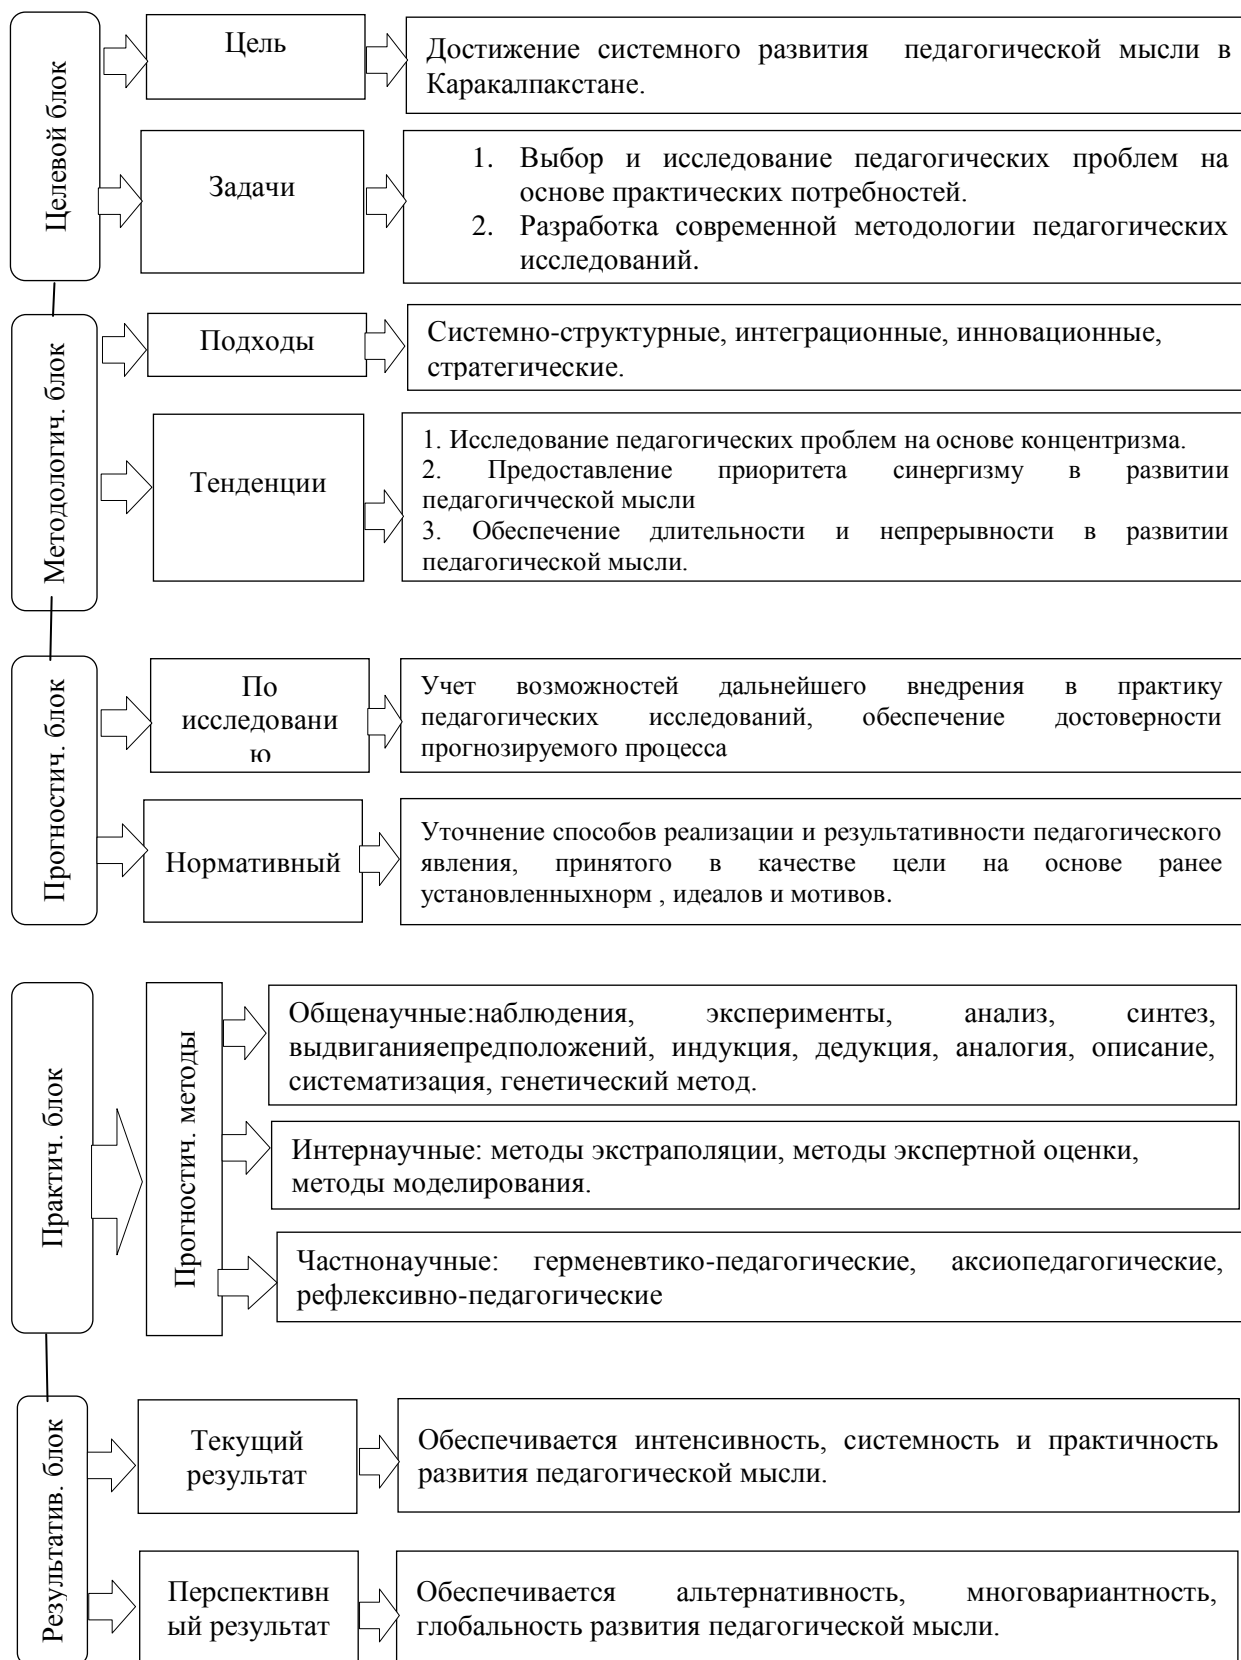 Целевой блок
Цель
Достижение системного развития педагогической мысли в
Каракалпакстане.
Задачи
1. Выбор и исследование педагогических проблем на
основе практических потребностей.
2. Разработка современной методологии педагогических
исследований.
Методологич. блок
Подходы
Системно-структурные, интеграционные, инновационные,
стратегические.
Тенденции
1. Исследование педагогических проблем на основе концентризма.
2. Предоставление приоритета синергизму в развитии
педагогичческой мысли
3. Обеспечение длительности и непрерывности в развитии
педагогической мысли.
Прогностич. блок
По
исследовани
ю
Учет возможностей дальнейшего внедрения в практику
педагогических исследований, обеспечение достоверности
прогнозируемого процесса
Нормативный
Уточнение способов реализации и результативности педагогического
явления, принятого в качестве цели на основе ранее
установленныхнорм , идеалов и мотивов.
Практич. блок
Прогностич. методы
Общенаучные:наблюдения, эксперименты, анализ, синтез,
выдвиганияепредположений, индукция, дедукция, аналогия, описание,
систематизация, генетический метод.
Интернаучные: методы экстраполяции, методы экспертной оценки,
методы моделирования.
Частнонаучные: герменевтико-педагогические, аксиопедагогические,
рефлексивно-педагогические
Результатив. блок
Текущий
результат
Обеспечивается интенсивность, системность и практичность
развития педагогической мысли.
Перспективн
ый результат
Обеспечивается альтернативность, многовариантность,
глобальность развития педагогической мысли.